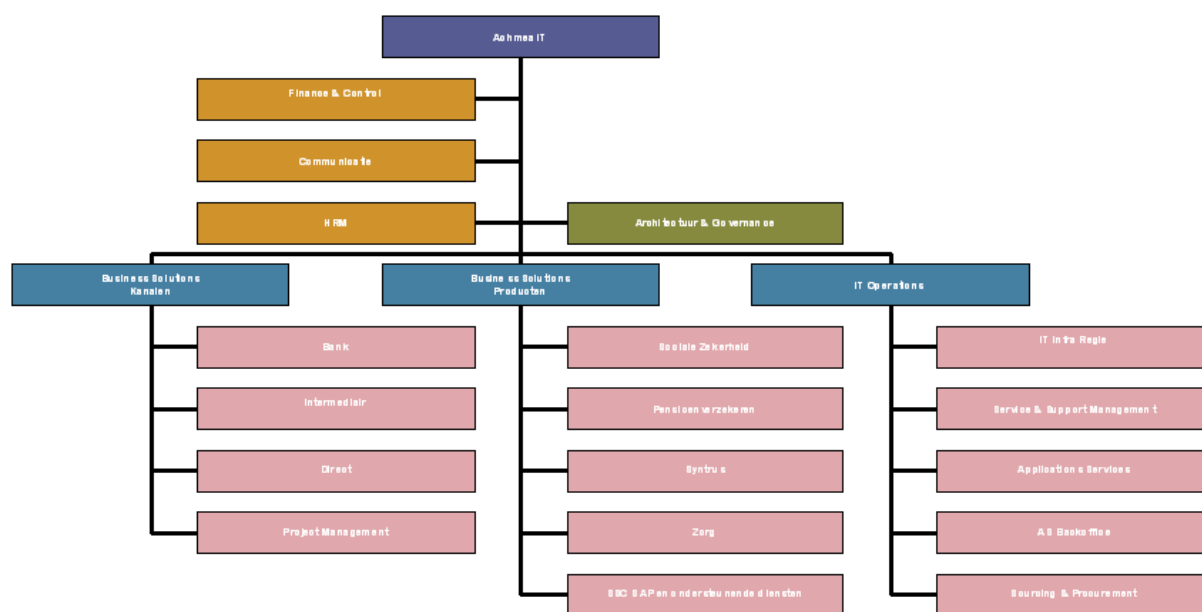 Achmea IT
Finance & Control
Communicatie
HRM
Architectuur & Governance
Business Solutions
Kanalen
Business Solutions
Producten
IT Operations
Bank
Intermediair
Direct
Project Management
Sociale Zekerheid
Pensioenverzekeren
Syntrus
Zorg
SSC SAP en ondersteunende diensten
IT Infra Regie
Service & Support Management
Applications Services
AS Backoffice
Sourcing & Procurement